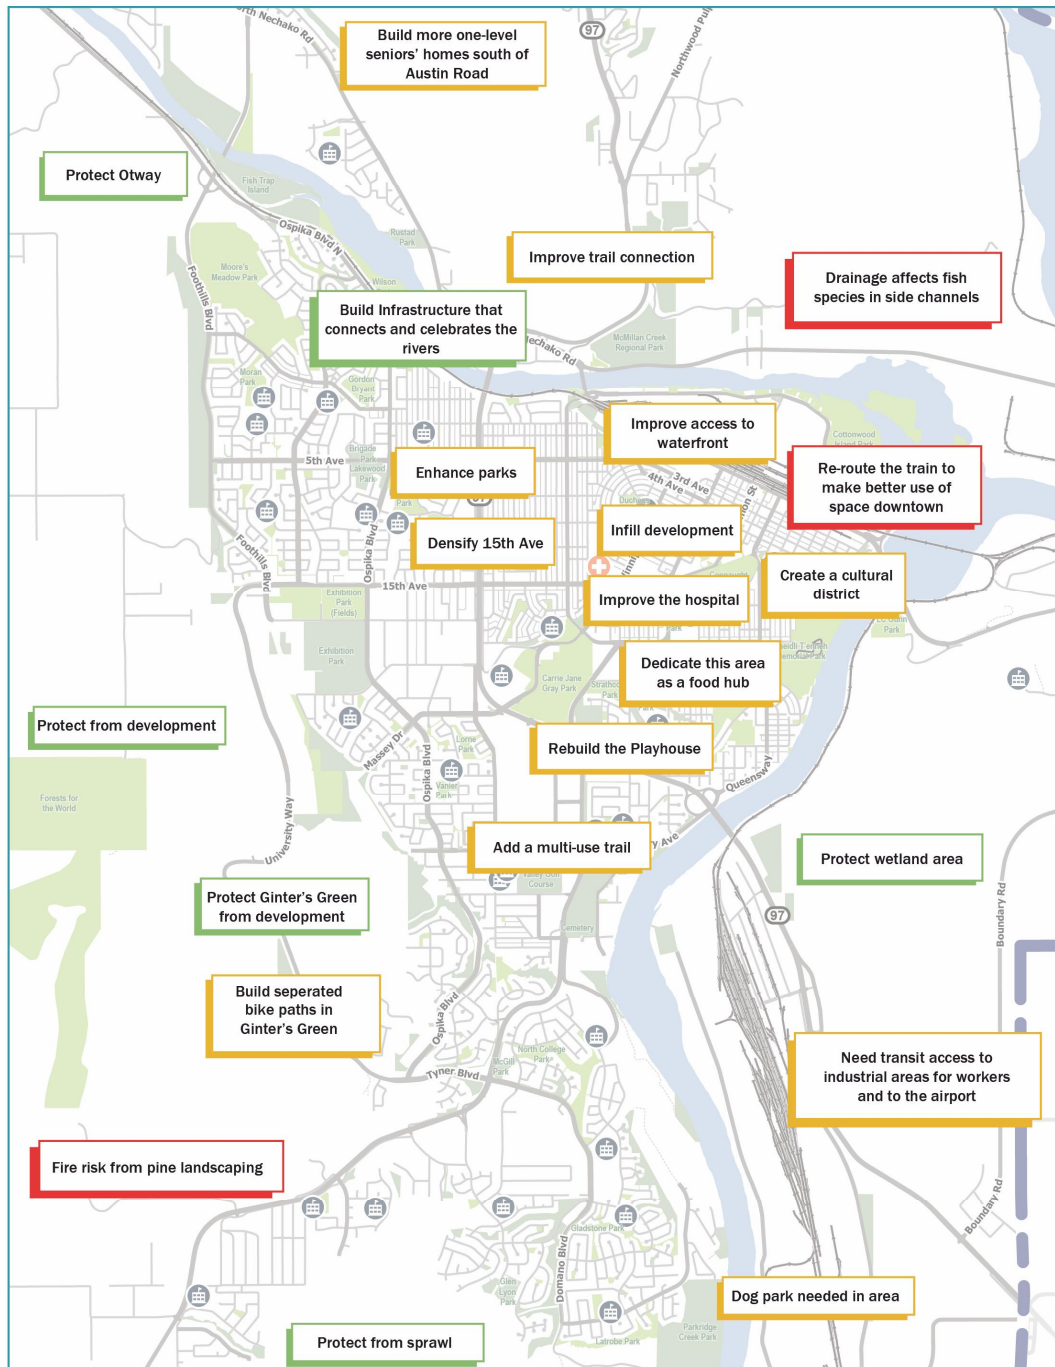 North Nechako Rd
97
Northwood Pulp
Build more one-level
seniors' homes south of
Austin Road
Protect Otway
Fish Trap
Island
Ospika Blvd N
Rustad
Park
Foothills Blvd
Moore's
Meadow Park
Wilson
Improve trail connection
Drainage affects fish
species in side channels
Build Infrastructure that
connects and celebrates the
rivers
Nechako Rd
McMillan Creek
Regional Park
Moran
Park
Gordon
Bryant
Park
Improve access to
waterfront
Cottonwood
Island Park
5th Ave
Brigade
Park
Lakewood
Park
Enhance parks
Park
97
3rd Ave
4th Ave
Re-route the train to
make better use of
space downtown
Infill development
Densify 15th Ave
Foothills Blvd
Ospika Blvd
15th Ave
Exhibition
Park
(Fields)
Improve the hospital
Park
Create a cultural
district
Exhibition
Park
Carrie Jane
Gray Park
Park
Dedicate this area
as a food hub
Park
Protect from development
Massey Dr
Ospika Blvd
Lorne
Park
Vanier
Park
Rebuild the Playhouse
Queensway
Forests for
the World
University Way
Add a multi-use trail
Ave
Valley Golf
Course
Protect wetland area
Boundary Rd
Protect Ginter's Green
from development
Cemetery
97
Build seperated
bike paths in
Ginter's Green
Ospika Blvd
North College
Park
McGill
Park
Tyner Blvd
Need transit access to
industrial areas for workers
and to the airport
Fire risk from pine landscaping
Boundary Rd
Gladstone
Park
Domano Blvd
Glen
Lyon
Park
Dog park needed in area
Protect from sprawl
Latrobe Park
Parkridge
Creek Park